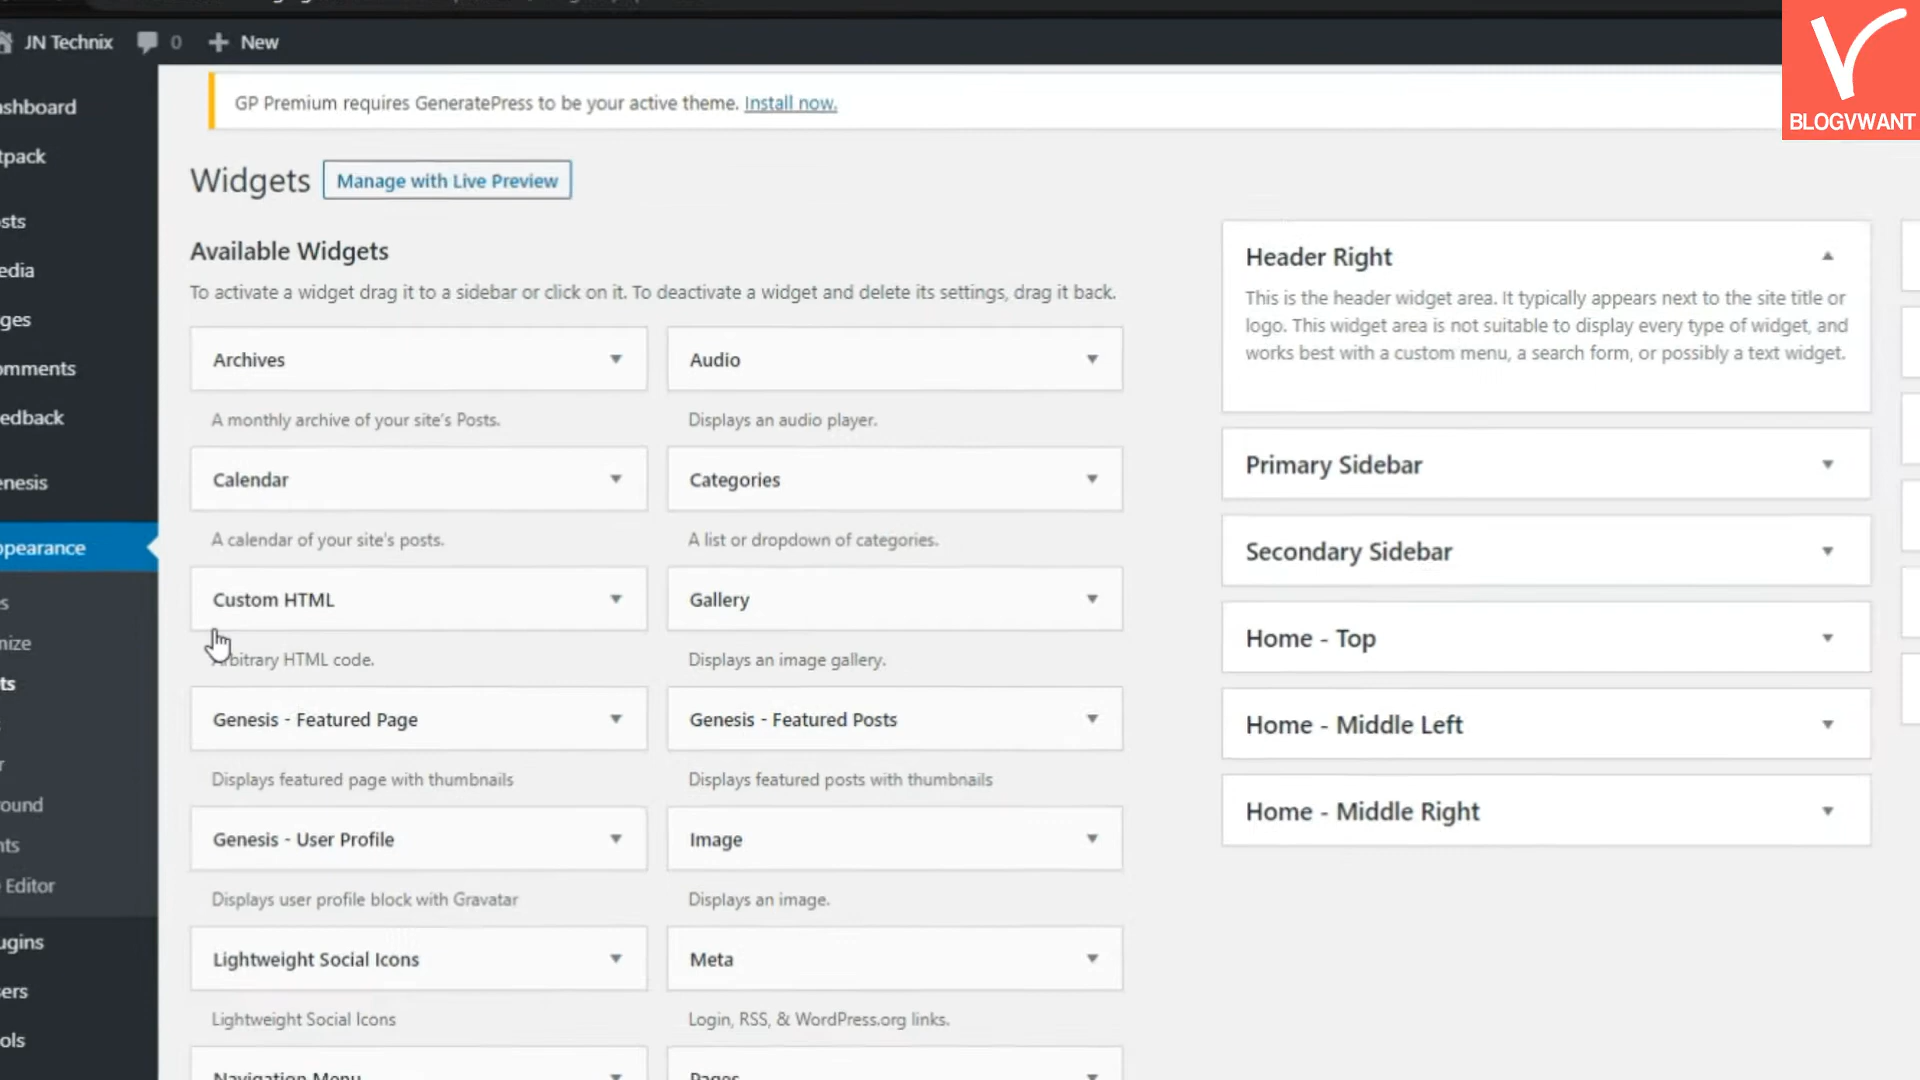 JN Technix 0 New
BLOGVWANT
GP Premium requires GeneratePress to be your active theme. Install now.
Widgets Manage with Live Preview
ashboard
tpack
sts
edia
ges
omments
edback
enesis
ppearance
s
nize
ts
r
ound
nts
Editor
ugins
sers
ols
Available Widgets
To activate a widget drag it to a sidebar or click on it. To deactivate a widget and delete its settings, drag it back.
Archives
A monthly archive of your site's Posts.
Audio
Displays an audio player.
Calendar
A calendar of your site's posts.
Categories
A list or dropdown of categories.
Custom HTML
rbitrary HTML code.
Gallery
Displays an image gallery.
Genesis - Featured Page
Displays featured page with thumbnails
Genesis - Featured Posts
Displays featured posts with thumbnails
Genesis - User Profile
Displays user profile block with Gravatar
Image
Displays an image.
Lightweight Social Icons
Lightweight Social Icons
Meta
Login, RSS, & WordPress.org links.
Navigation Menu
Pages
Header Right
This is the header widget area. It typically appears next to the site title or
logo. This widget area is not suitable to display every type of widget, and
works best with a custom menu, a search form, or possibly a text widget.
Primary Sidebar
Secondary Sidebar
Home - Top
Home - Middle Left
Home - Middle Right